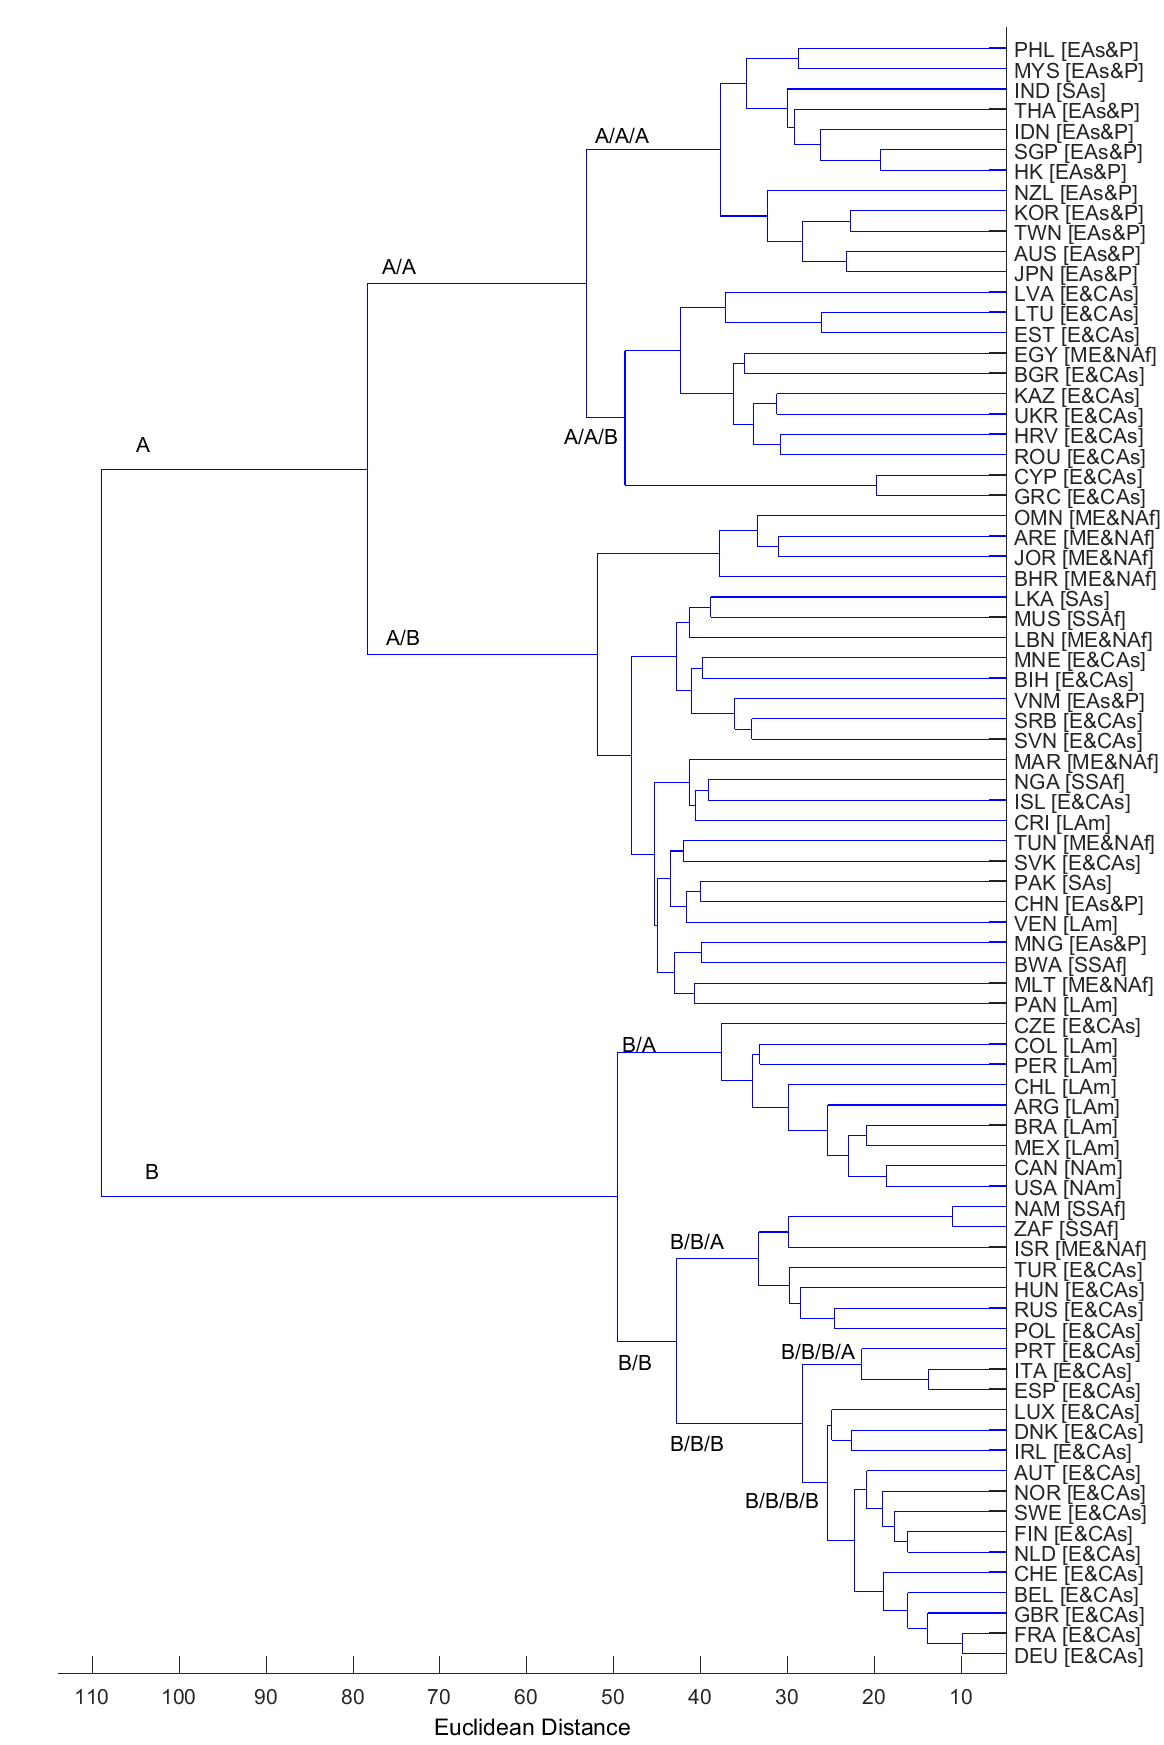 PHL [EAs&P]
MYS [EAs&P]
IND [SAs]
THA [EAs&P]
IDN [EAs&P]
A/A/A
SGP [EAs&P]
HK [EAs&P]
NZL [EAs&P]
KOR [EAs&P]
TWN [EAs&P]
AUS [EAs&P]
A/A
JPN [EAs&P]
LVA [E&CAs]
LTU [E&CAs]
EST [E&CAs]
EGY [ME&NAf]
BGR [E&CAs]
KAZ [E&CAs]
UKR [E&CAs]
HRV [E&CAs]
A/A/B
A
ROU [E&CAs]
CYP [E&CAs]
GRC [E&CAs]
OMN [ME&NAf]
ARE [ME&NAf]
JOR [ME&NAf]
BHR [ME&NAf]
LKA [SAs]
MUS [SSAf]
A/B
LBN [ME&NAf]
MNE [E&CAs]
BIH [E&CAs]
VNM [EAs&P]
SRB [E&CAs]
SVN [E&CAs]
MAR [ME&NAf]
NGA [SSAf]
ISL [E&CAs]
CRI [LAm]
TUN [ME&NAf]
SVK [E&CAs]
PAK [SAs]
CHN [EAs&P]
VEN [LAm]
MNG [EAs&P]
BWA [SSAf]
MLT [ME&NAf]
PAN [LAm]
CZE [E&CAs]
B/A
COL [LAm]
PER [LAm]
CHL [LAm]
ARG [LAm]
BRA [LAm]
MEX [LAm]
CAN [NAm]
B
USA [NAm]
NAM [SSAf]
ZAF [SSAf]
B/B/A
ISR [ME&NAf]
TUR [E&CAs]
HUN [E&CAs]
RUS [E&CAs]
POL [E&CAs]
B/B/B/A
PRT [E&CAs]
B/B
ITA [E&CAs]
ESP [E&CAs]
LUX [E&CAs]
DNK [E&CAs]
B/B/B
IRL [E&CAs]
AUT [E&CAs]
NOR [E&CAs]
B/B/B/B
SWE [E&CAs]
FIN [E&CAs]
NLD [E&CAs]
CHE [E&CAs]
BEL [E&CAs]
GBR [E&CAs]
FRA [E&CAs]
DEU [E&CAs]
110 100 90 80 70 60 50 40 30 20 10
Euclidean Distance